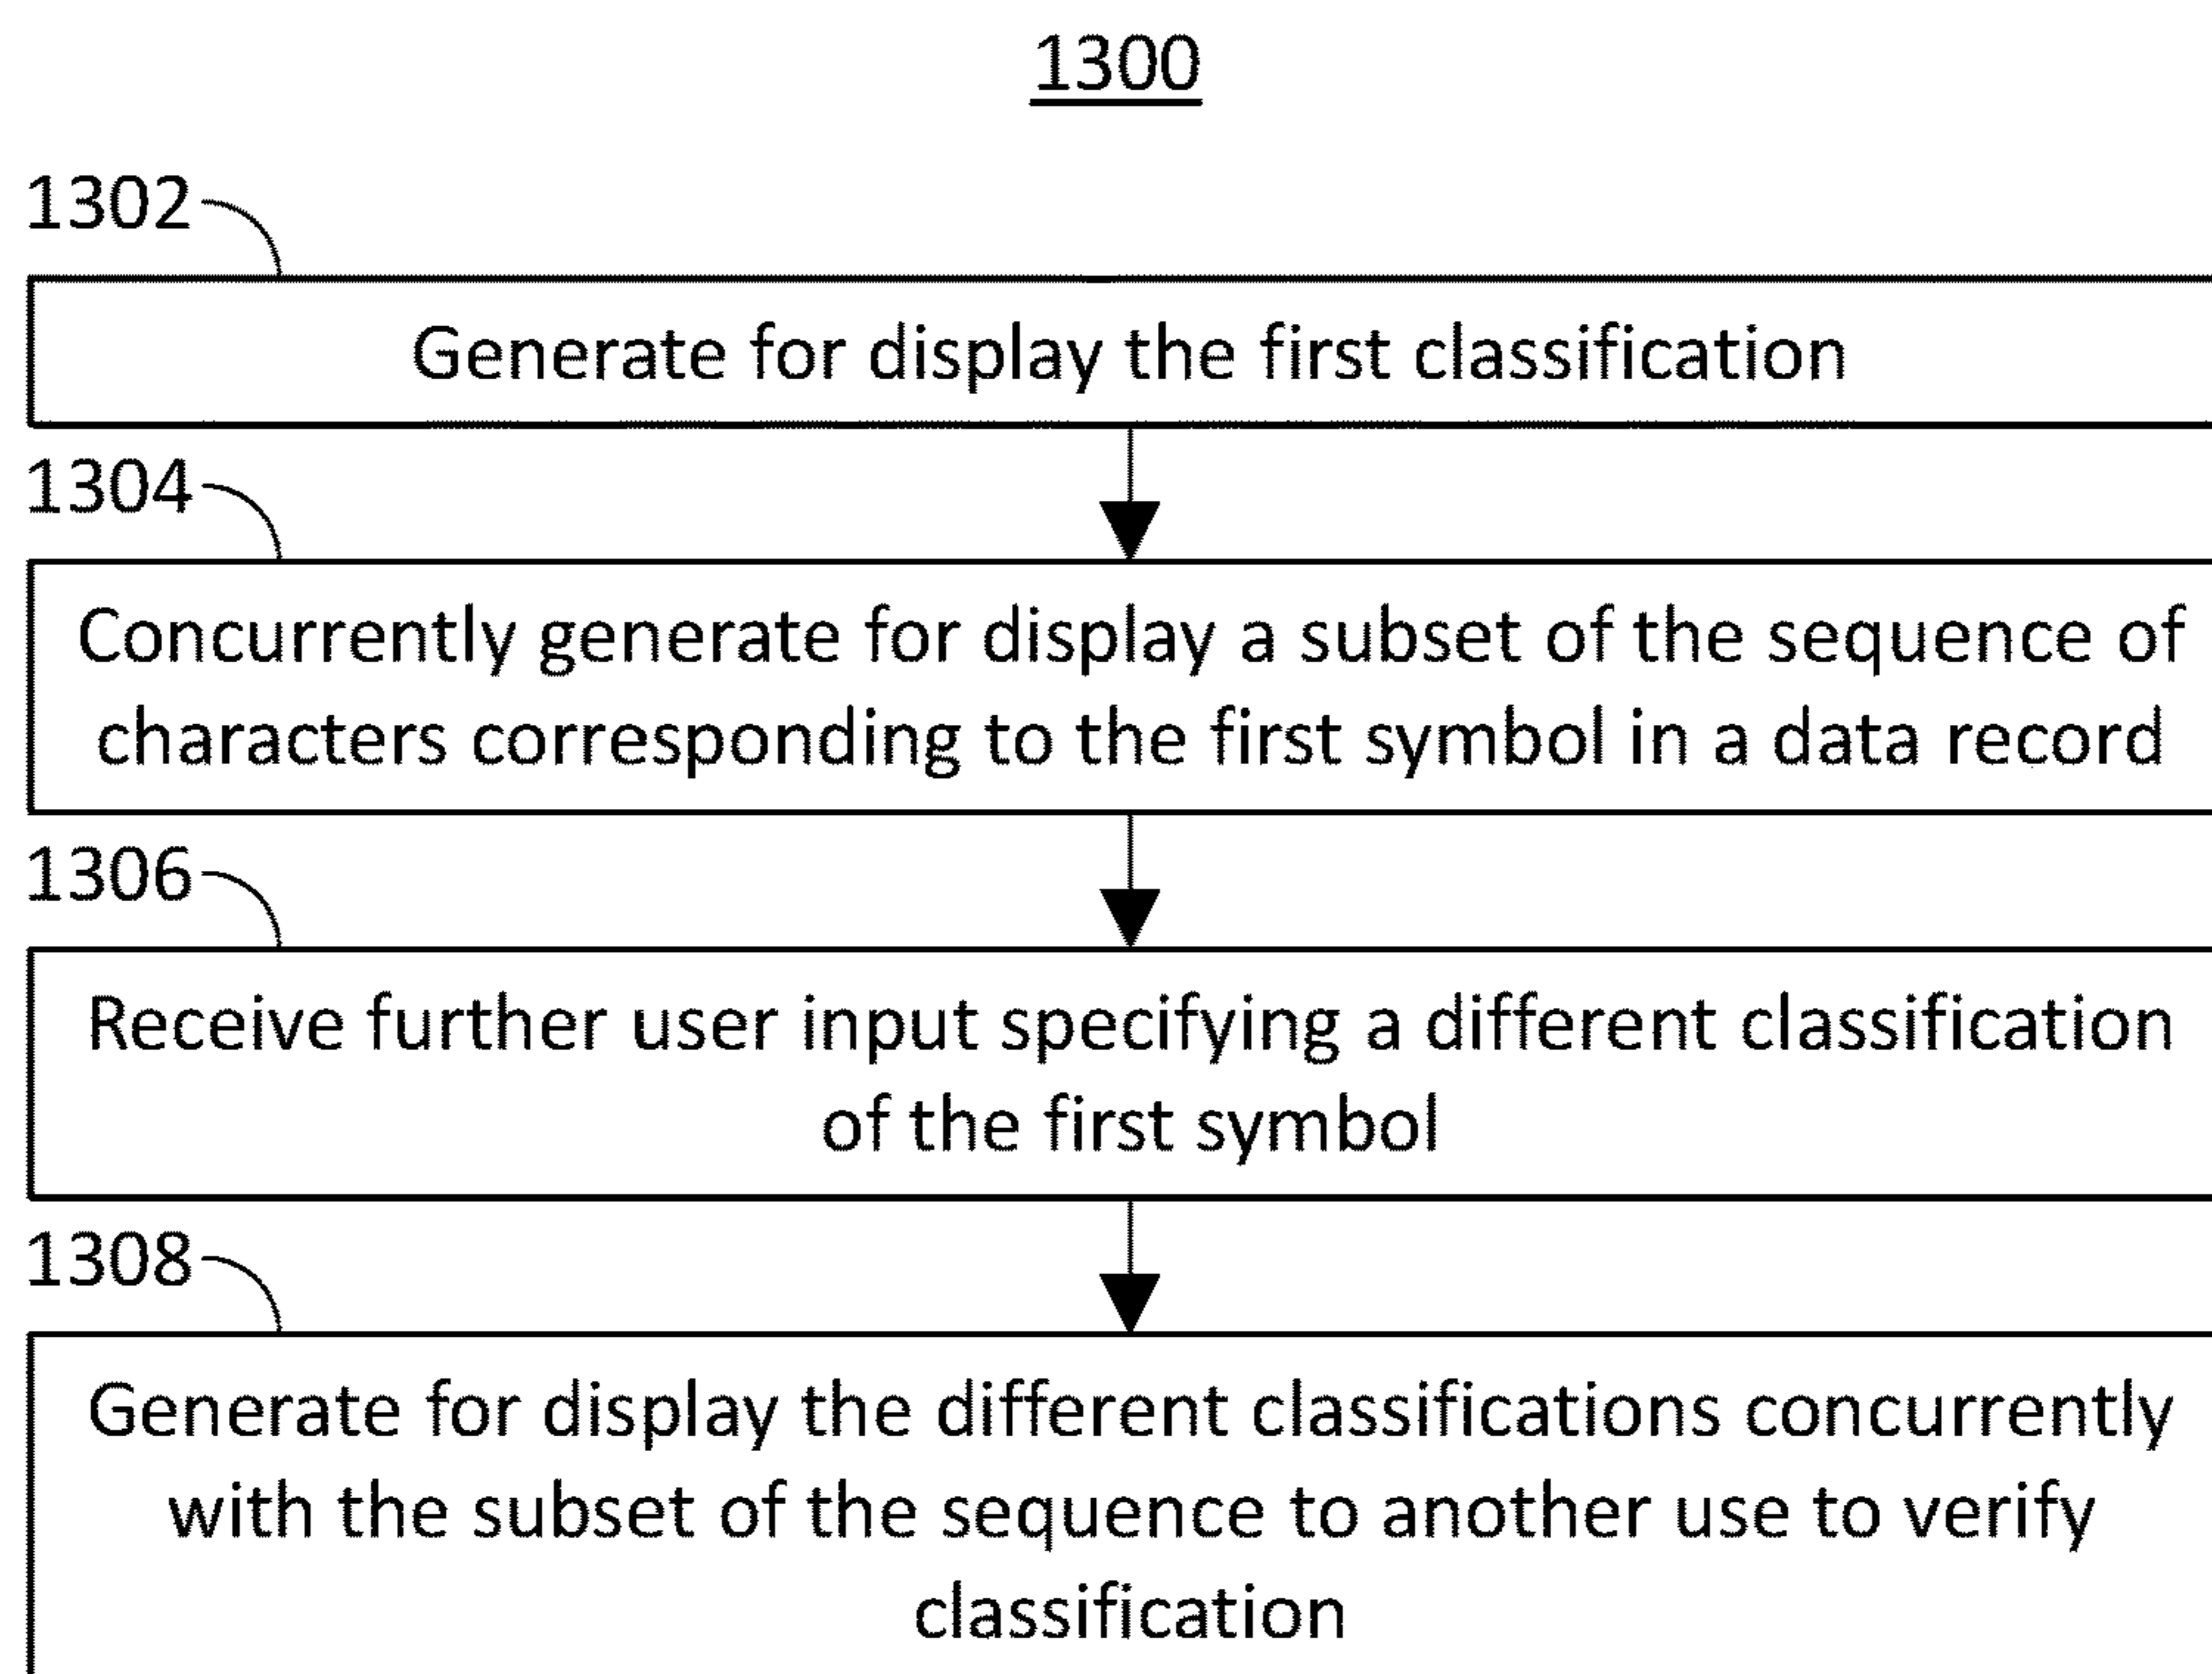 1300
1302
Generate for display the first classification
1304
Concurrently generate for display a subset of the sequence of
characters corresponding to the first symbol in a data record
1306
Receive further user input specifying a different classification
of the first symbol
1308
Generate for display the different classifications concurrently
with the subset of the sequence to another use to verify
classification